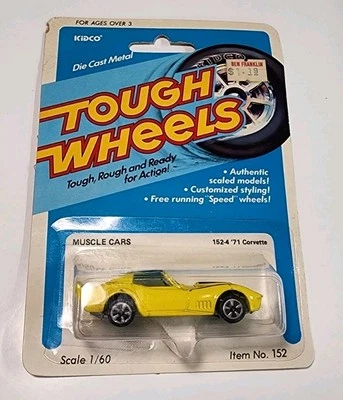 FOR AGES OVER 3
KIDCO
Die Cast Metal
KIDCO
BEN FRANKLIN
TOUGH
WHEELS
Tough, Rough and Ready
for Action!
• Authentic
scaled models!
• Customized styling!
• Free running "Speed" wheels!
MUSCLE CARS
152-4 '71 Corvette
Scale 1/60
Item No. 152